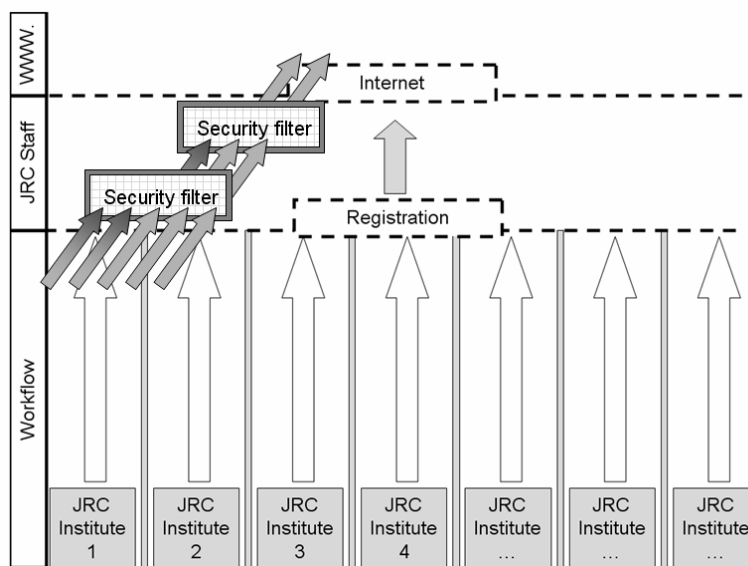 WWW.
Internet
JRC Staff
Security filter
Security filter
Registration
Workflow
JRC
Institute
1
JRC
Institute
2
JRC
Institute
3
JRC
Institute
4
JRC
Institute
...
JRC
Institute
...
JRC
Institute
...